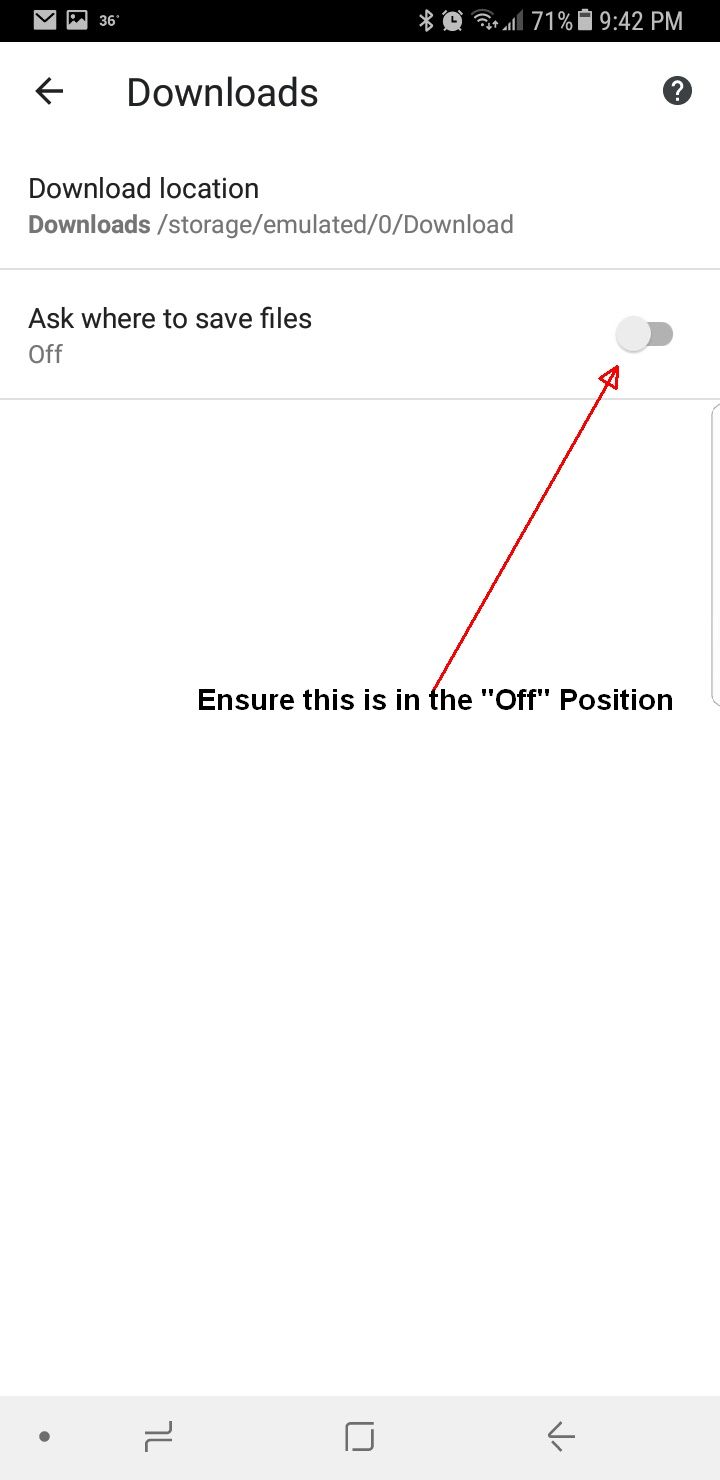 36°
71%
9:42 PM
Downloads
Download location
Downloads /storage/emulated/0/Download
Ask where to save files
Off
Ensure this is in the "Off" Position